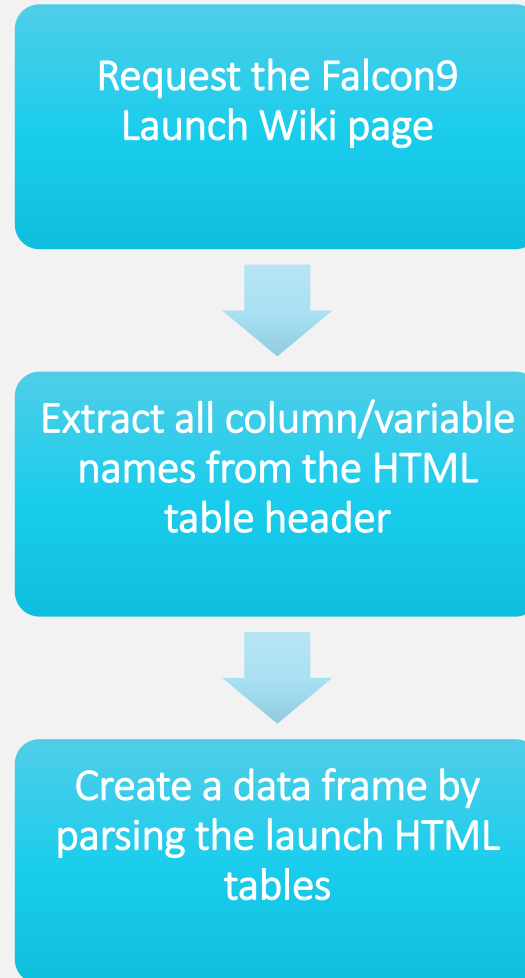 Request the Falcon9
Launch Wiki page
Extract all column/variable
names from the HTML
table header
Create a data frame by
parsing the launch HTML
tables